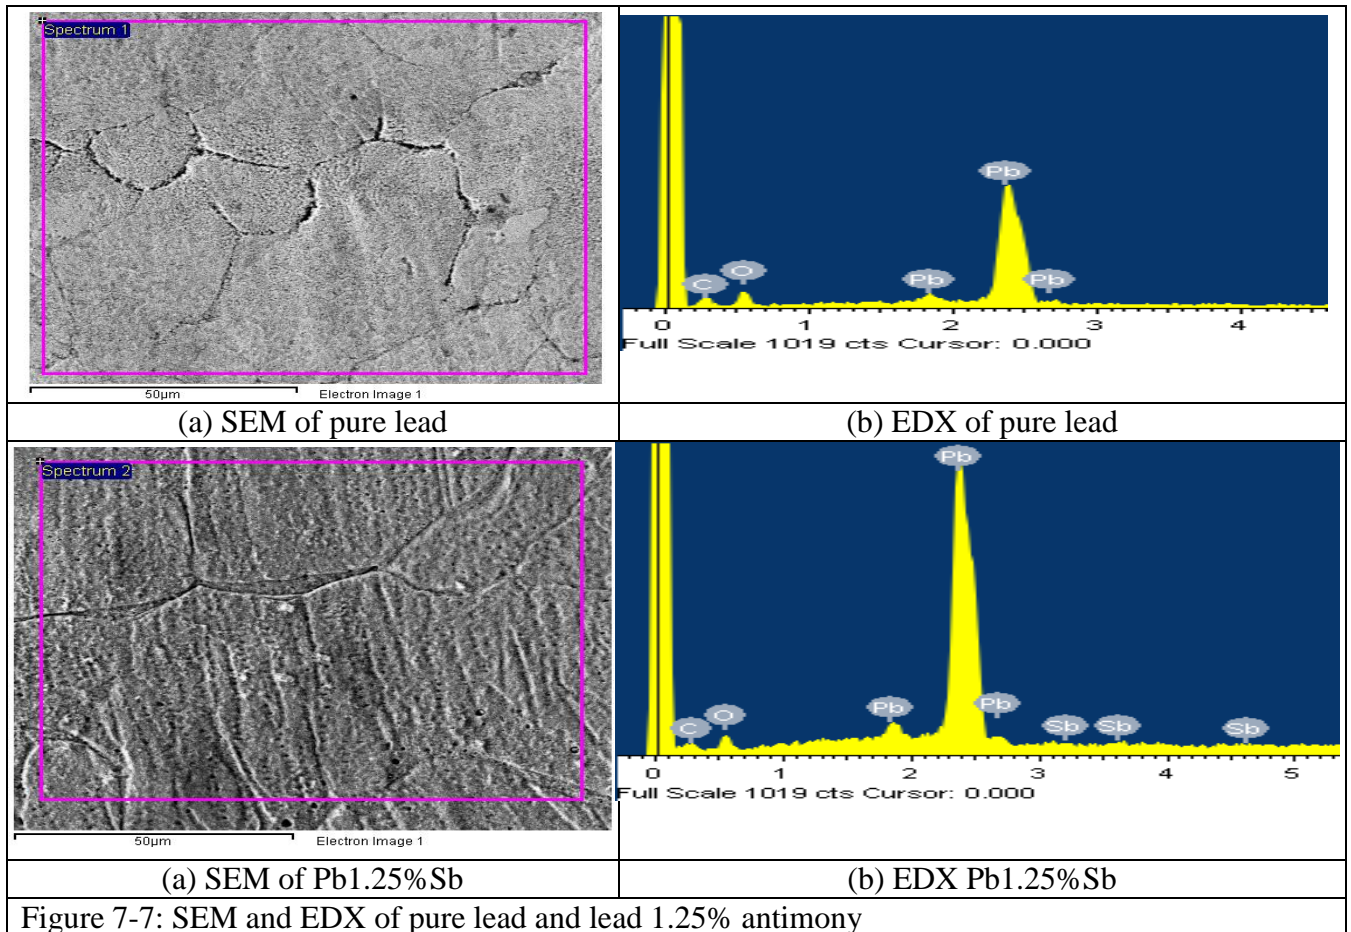 Spectrum 1
50µm
Electron Image 1
Pb
C
O
Pb
Pb
0 1 2 3 4
Full Scale 1019 cts Cursor: 0.000
(a) SEM of pure lead
(b) EDX of pure lead
Spectrum 2
50µm
Electron Image 1
Pb
C
O
Pb
Pb
Sb
Sb
Sb
0 1 2 3 4 5
Full Scale 1019 cts Cursor: 0.000
(a) SEM of Pb1.25%Sb
(b) EDX Pb1.25%Sb
Figure 7-7: SEM and EDX of pure lead and lead 1.25% antimony